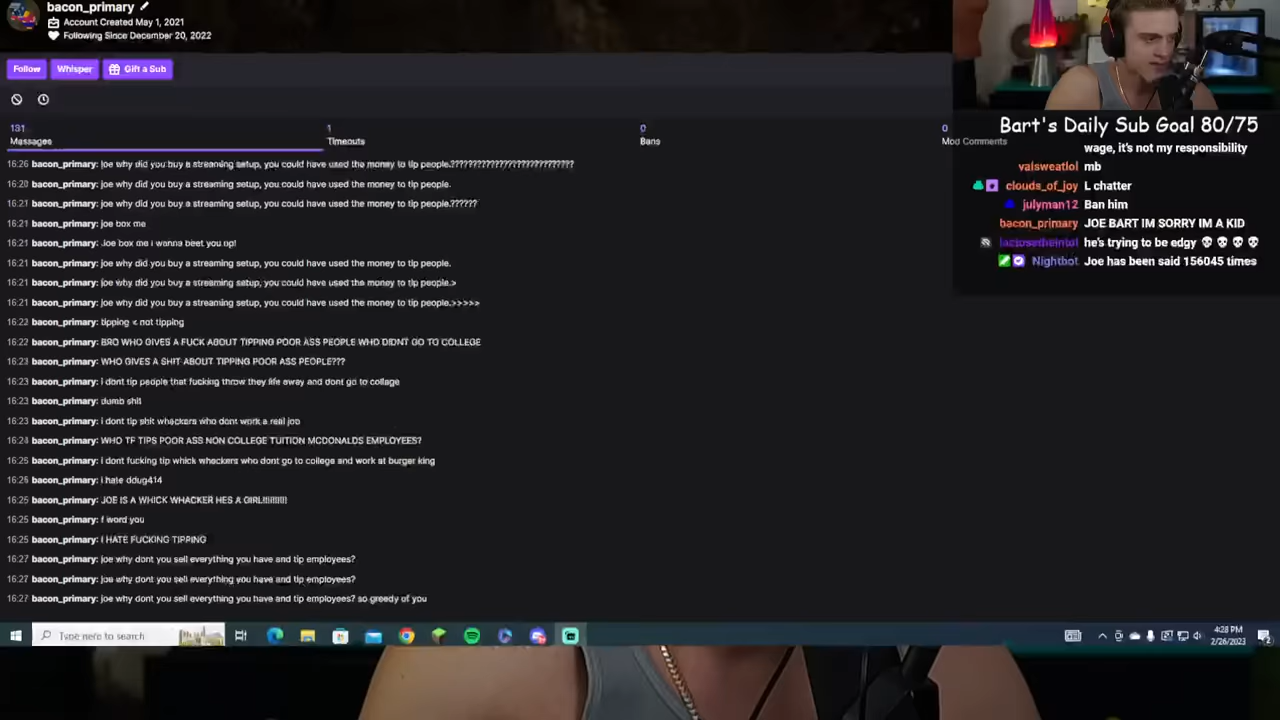 bacon_primary
Account Created May 1, 2021
Following Since December 20, 2022
Follow
Whisper
Gift a Sub
131
Messages
1
Timeouts
0
Bans
0
Mod Comments
16:26 bacon_primary: joe why did you buy a streaming setup, you could have used the money to tip people.????????????????????????????
16:20 bacon_primary: joe why did you buy a streaming setup, you could have used the money to tip people.
16:21 bacon_primary: joe why did you buy a streaming setup, you could have used the money to tip people.??????
16:21 bacon_primary: joe box me
16:21 bacon_primary: Joe box me i wanna beet you up!
16:21 bacon_primary: joe why did you buy a streaming setup, you could have used the money to tip people.
16:21 bacon_primary: joe why did you buy a streaming setup, you could have used the money to tip people.>
16:21 bacon_primary: joe why did you buy a streaming setup, you could have used the money to tip people.>>>>>
16:22 bacon_primary: tipping < not tipping
16:22 bacon_primary: BRO WHO GIVES A FUCK ABOUT TIPPING POOR ASS PEOPLE WHO DIDNT GO TO COLLEGE
16:23 bacon_primary: WHO GIVES A SHIT ABOUT TIPPING POOR ASS PEOPLE???
16:23 bacon_primary: i dont tip people that fucking throw they life away and dont go to collage
16:23 bacon_primary: dumb shit
16:23 bacon_primary: i dont tip shit whackers who dont work a real job
16:24 bacon_primary: WHO TF TIPS POOR ASS NON COLLEGE TUITION MCDONALDS EMPLOYEES?
16:25 bacon_primary: i dont fucking tip whick whackers who dont go to college and work at burger king
16:26 bacon_primary: i hate ddug414
16:25 bacon_primary: JOE IS A WHICK WHACKER HES A GIRL!!!!!!!!!!
16:25 bacon_primary: f word you
16:25 bacon_primary: I HATE FUCKING TIPPING
16:27 bacon_primary: joe why dont you sell everything you have and tip employees?
16:27 bacon_primary: joe why dont you sell everything you have and tip employees?
16:27 bacon_primary: joe why dont you sell everything you have and tip employees? so greedy of you
Bart's Daily Sub Goal 80/75
wage, it's not my responsibility
valsweatlol mb
clouds_of_joy L chatter
julyman12 Ban him
bacon_primary JOE BART IM SORRY IM A KID
he's trying to be edgy 💀 💀 💀 💀
Nightbot Joe has been said 156045 times
Type here to search
4:28 PM
2/26/2023